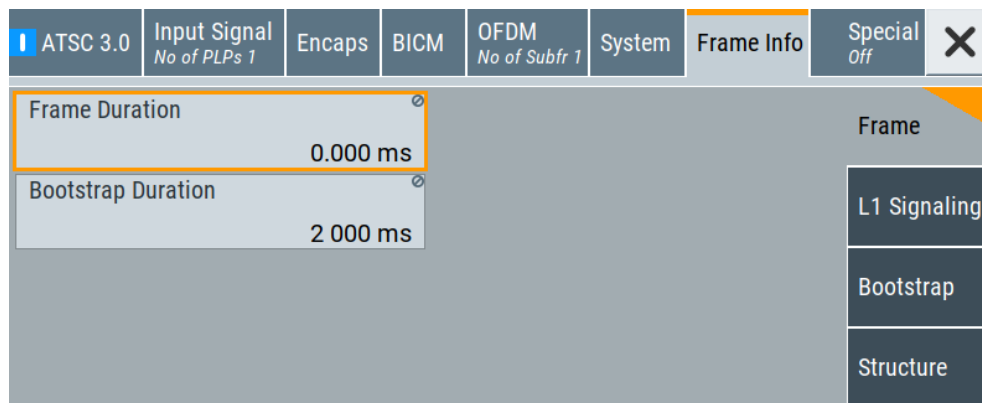 ATSC 3.0
Input Signal
No of PLPs 1
Encaps
BICM
OFDM
No of Subfr 1
System
Frame Info
Special
Off
Frame Duration
0.000 ms
Bootstrap Duration
2 000 ms
Frame
L1 Signaling
Bootstrap
Structure